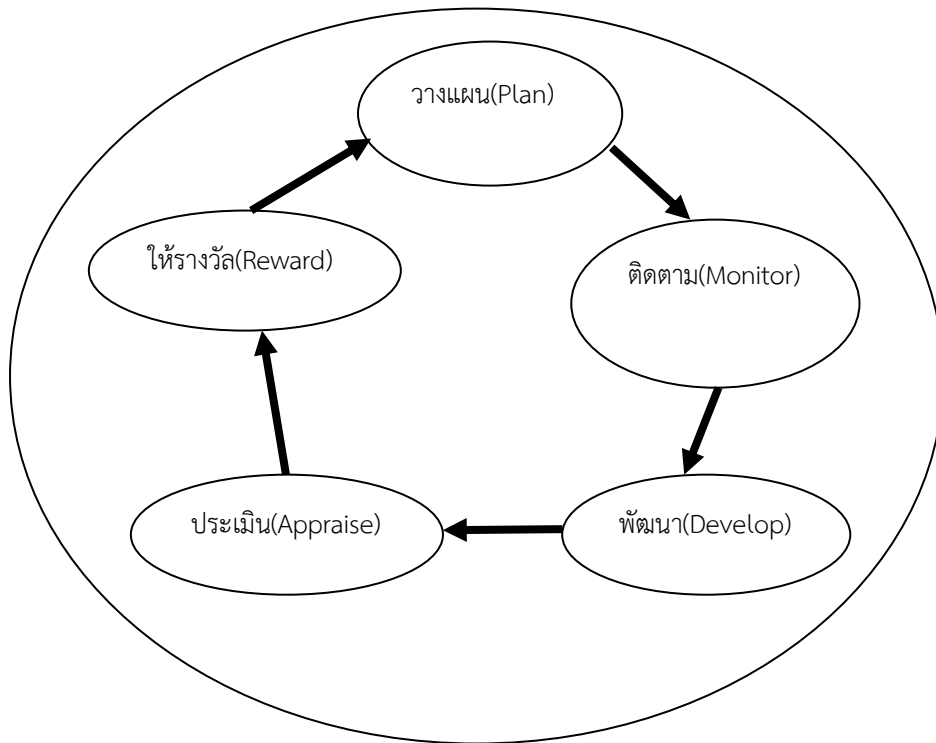 วางแผน(Plan)
ติดตาม(Monitor)
พัฒนา(Develop)
ประเมิน(Appraise)
ให้รางวัล(Reward)